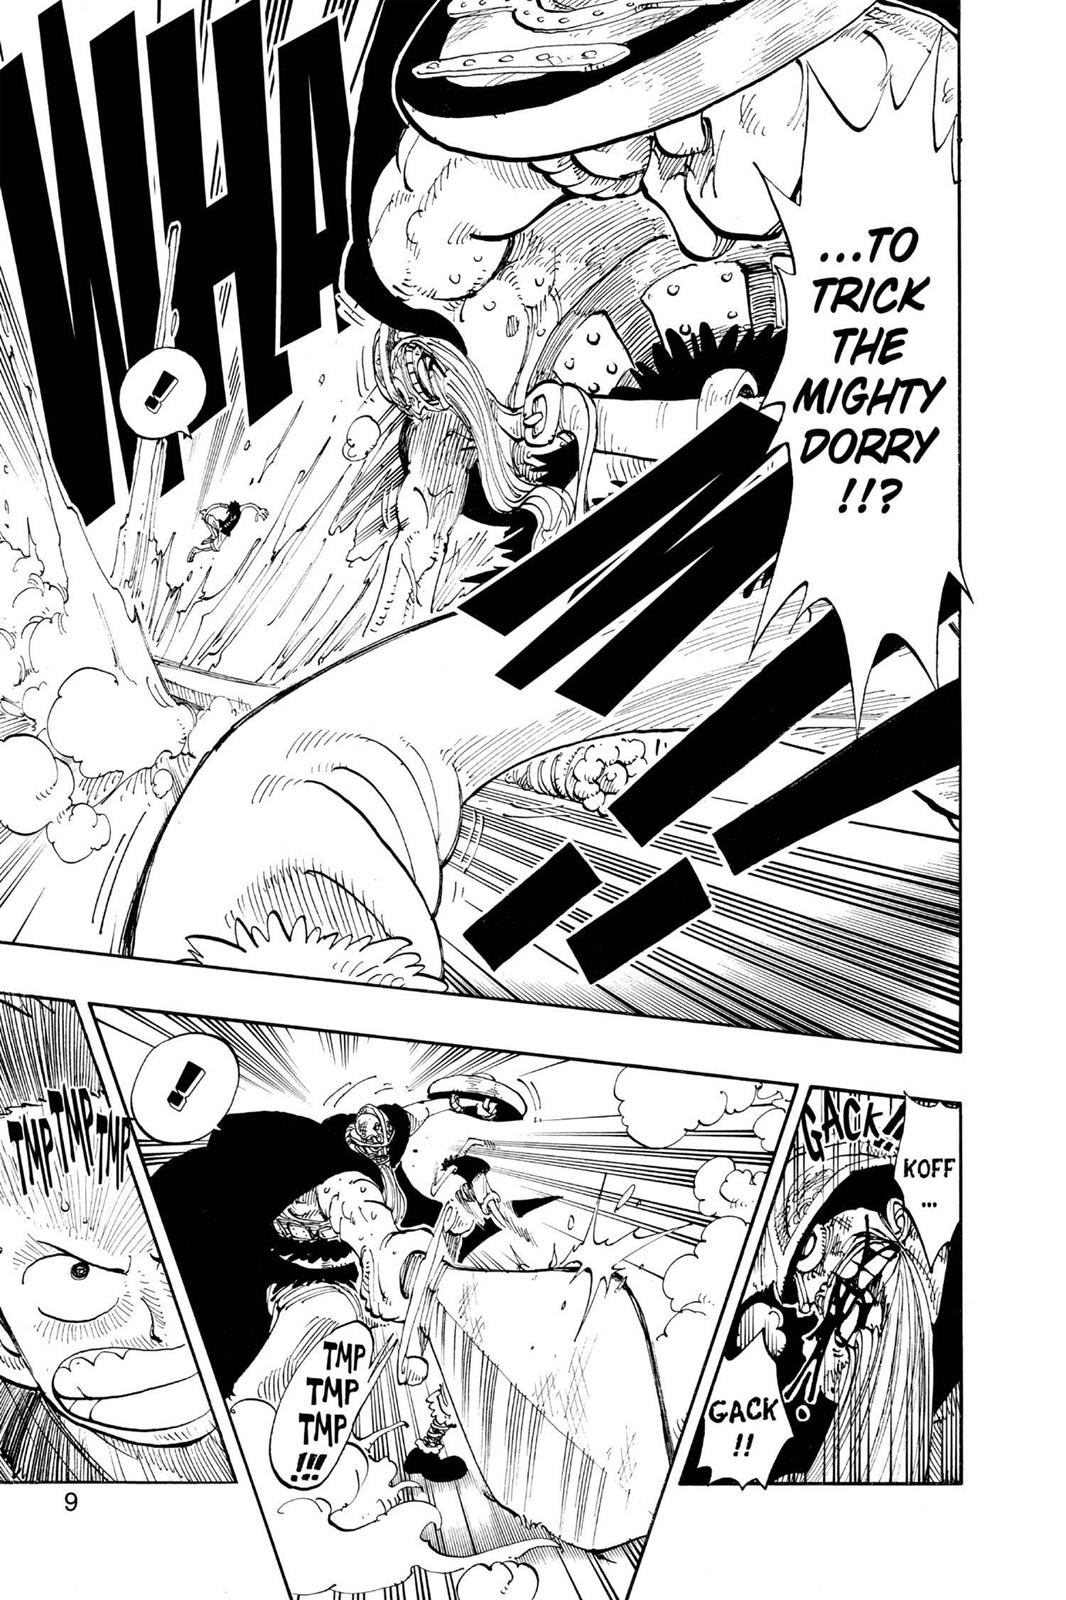 ...TO
TRICK
THE
MIGHTY
DORRY
!!?
WHA
M
!!
!
GACK!!
KOFF
...
GACK
!!
!
TMP
TMP
TMP
!!!
TMP TMP TMP
9